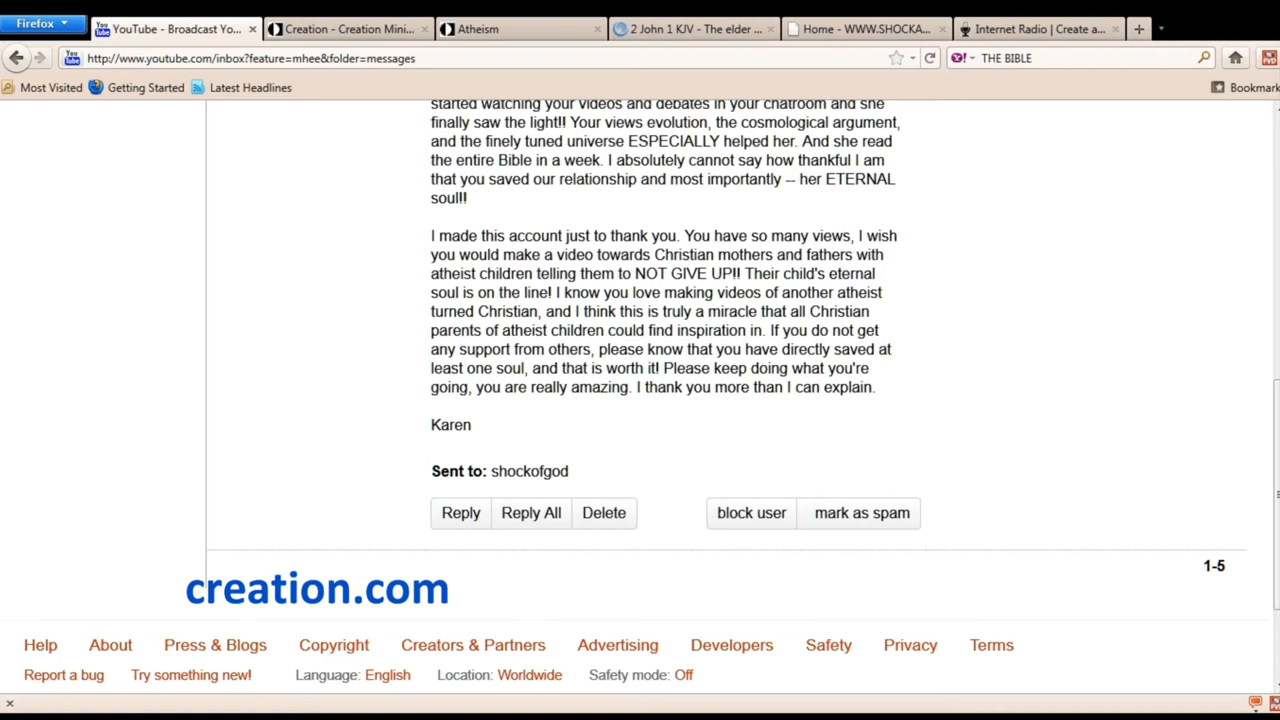 Firefox
YouTube - Broadcast Yo...
Creation - Creation Mini...
Atheism
2 John 1 KJV - The elder ...
Home - WWW.SHOCKA...
Internet Radio | Create a...
http://www.youtube.com/inbox?feature=mhee&folder=messages
THE BIBLE
Most Visited
Getting Started
Latest Headlines
Bookmark
started watching your videos and debates in your chatroom and she
finally saw the light!! Your views evolution, the cosmological argument,
and the finely tuned universe ESPECIALLY helped her. And she read
the entire Bible in a week. I absolutely cannot say how thankful I am
that you saved our relationship and most importantly -- her ETERNAL
soul!!
I made this account just to thank you. You have so many views, I wish
you would make a video towards Christian mothers and fathers with
atheist children telling them to NOT GIVE UP!! Their child's eternal
soul is on the line! I know you love making videos of another atheist
turned Christian, and I think this is truly a miracle that all Christian
parents of atheist children could find inspiration in. If you do not get
any support from others, please know that you have directly saved at
least one soul, and that is worth it! Please keep doing what you're
going, you are really amazing. I thank you more than I can explain.
Karen
Sent to: shockofgod
Reply Reply All Delete block user mark as spam
1-5
creation.com
Help About Press & Blogs Copyright Creators & Partners Advertising Developers Safety Privacy Terms
Report a bug Try something new! Language: English Location: Worldwide Safety mode: Off